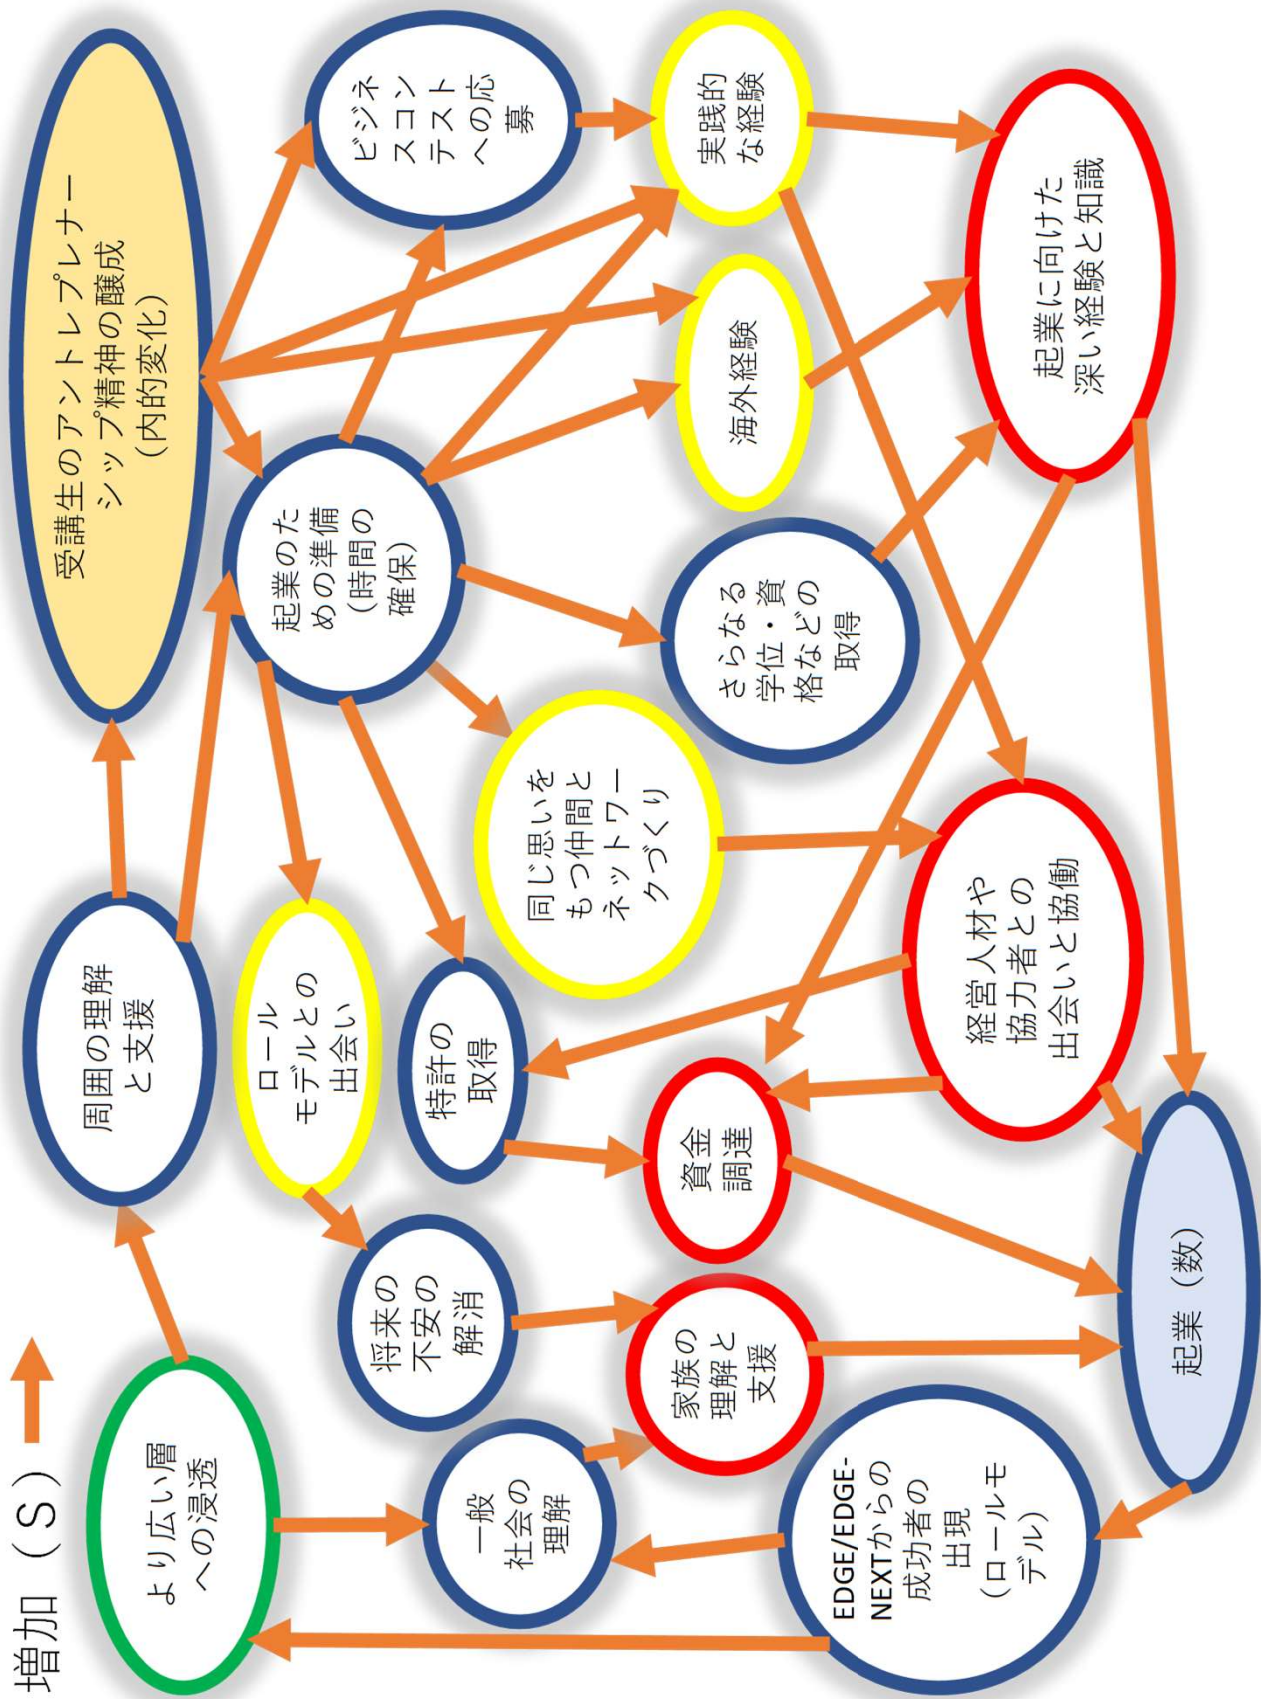 増加（S）
より広い層
への浸透
周囲の理解
と支援
受講生のアントレプレナー
シップ精神の醸成
（内的変化）
一般
社会の
理解
将来の
不安の
解消
ロール
モデルとの
出会い
特許の
取得
起業のた
めの準備
（時間の
確保）
ビジネ
スコン
テスト
への応
募
家族の
理解と
支援
資金
調達
同じ思いを
もつ仲間と
ネットワー
クづくり
さらなる
学位・資
格などの
取得
海外経験
実践的
な経験
EDGE/EDGE-
NEXTからの
成功者の
出現
（ロールモ
デル）
経営人材や
協力者との
出会いと協働
起業に向けた
深い経験と知識
起業（数）